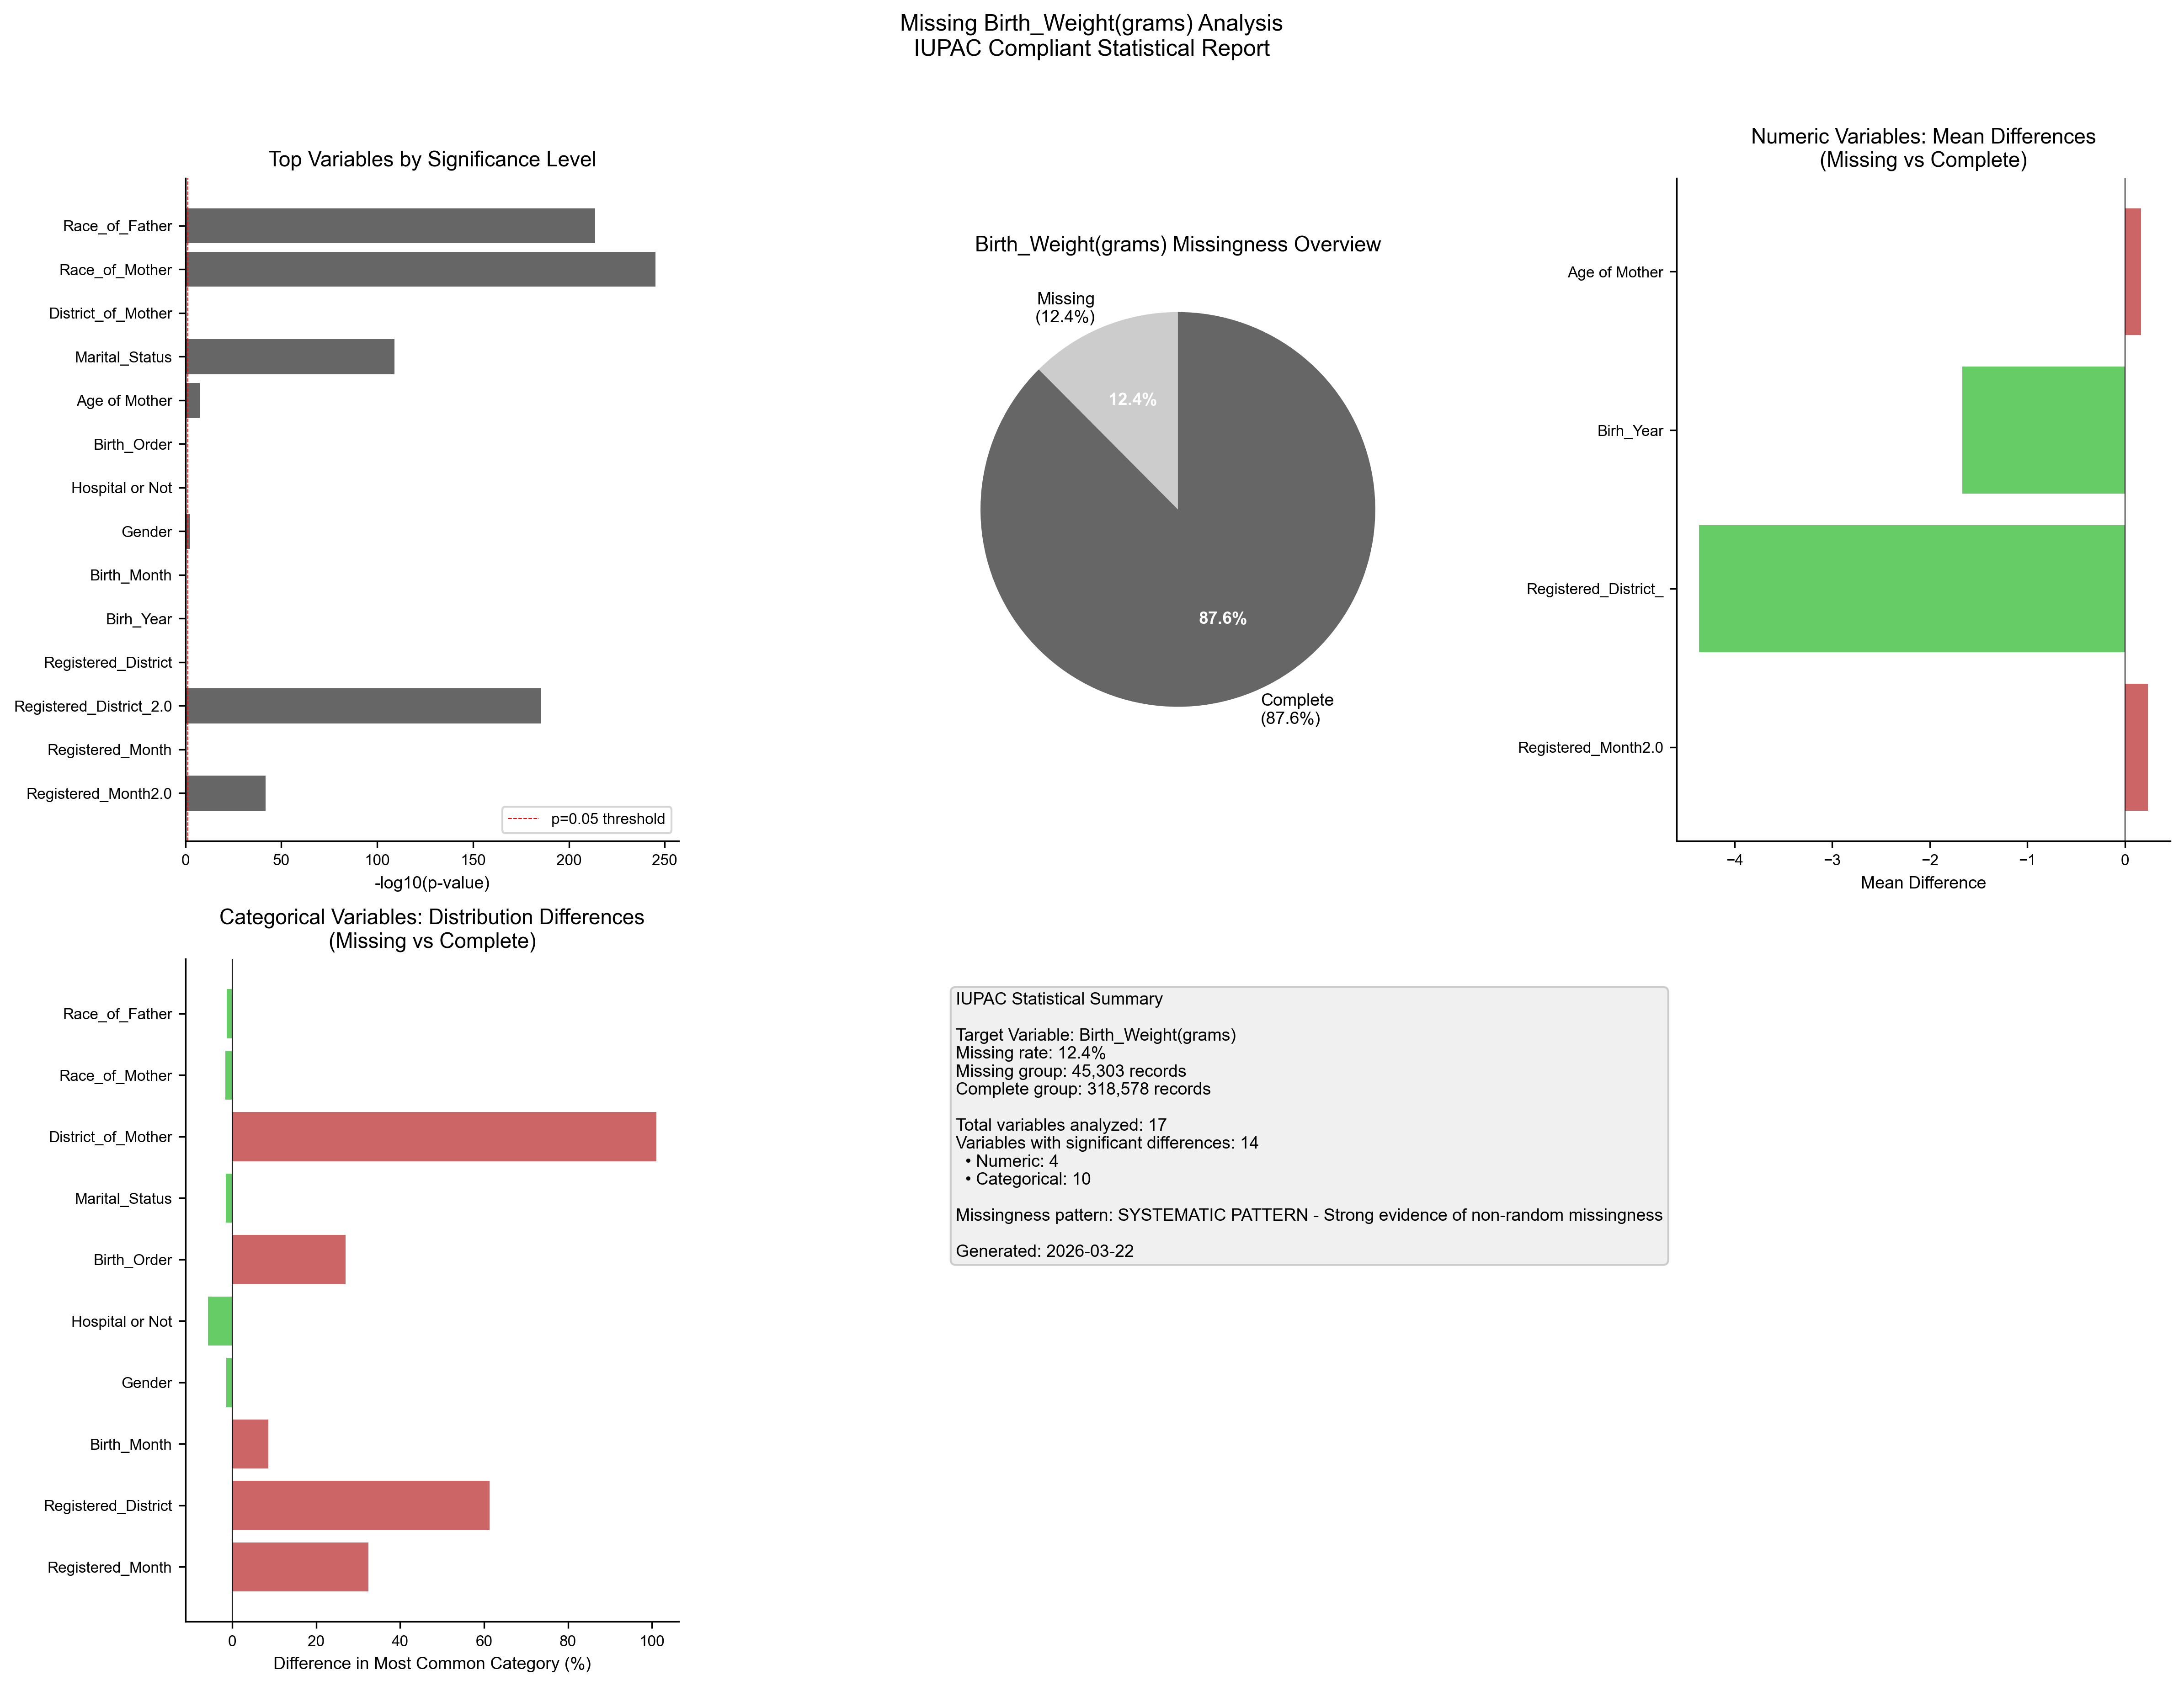 Missing Birth_Weight(grams) Analysis
IUPAC Compliant Statistical Report
Top Variables by Significance Level
Race_of_Father
Race_of_Mother
District_of_Mother
Marital_Status
Age of Mother
Birth_Order
Hospital or Not
Gender
Birth_Month
Birh_Year
Registered_District
Registered_District_2.0
Registered_Month
Registered_Month2.0
p=0.05 threshold
0 50 100 150 200 250
-log10(p-value)
Birth_Weight(grams) Missingness Overview
Missing
(12.4%)
12.4%
87.6%
Complete
(87.6%)
Numeric Variables: Mean Differences
(Missing vs Complete)
Age of Mother
Birh_Year
Registered_District_
Registered_Month2.0
−4 −3 −2 −1 0
Mean Difference
Categorical Variables: Distribution Differences
(Missing vs Complete)
Race_of_Father
Race_of_Mother
District_of_Mother
Marital_Status
Birth_Order
Hospital or Not
Gender
Birth_Month
Registered_District
Registered_Month
0 20 40 60 80 100
Difference in Most Common Category (%)
IUPAC Statistical Summary
Target Variable: Birth_Weight(grams)
Missing rate: 12.4%
Missing group: 45,303 records
Complete group: 318,578 records
Total variables analyzed: 17
Variables with significant differences: 14
• Numeric: 4
• Categorical: 10
Missingness pattern: SYSTEMATIC PATTERN - Strong evidence of non-random missingness
Generated: 2026-03-22